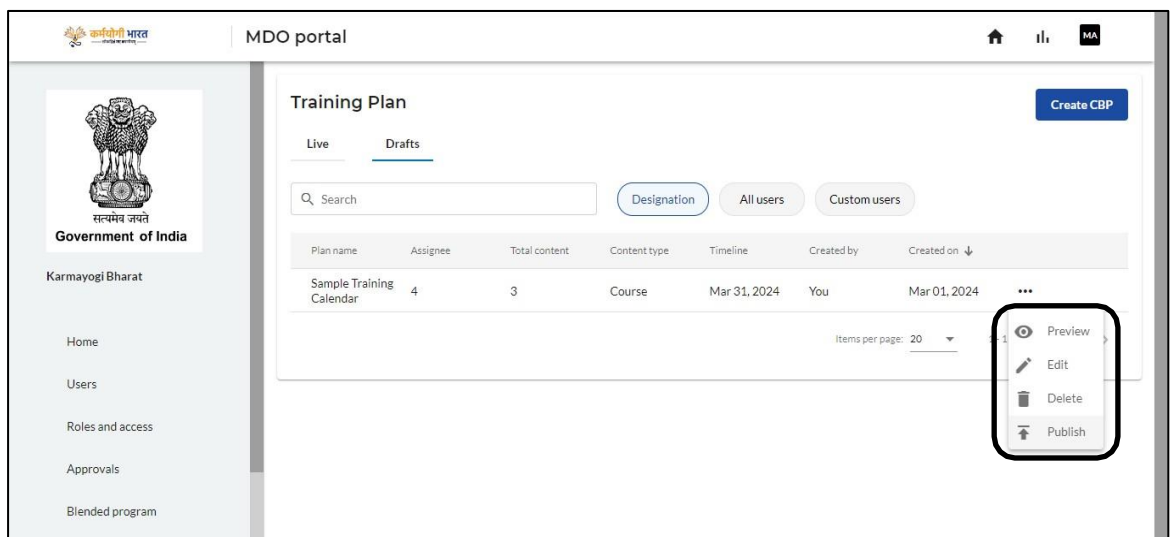 कर्मयोगी भारत
MDO portal
MA
सत्यमेव जयते
Government of India
Karmayogi Bharat
Home
Users
Roles and access
Approvals
Blended program
Training Plan
Create CBP
Live Drafts
Search Designation All users Custom users
Plan name Assignee Total content Content type Timeline Created by Created on
Sample Training Calendar 4 3 Course Mar 31, 2024 You Mar 01, 2024
Items per page: 20
Preview
Edit
Delete
Publish